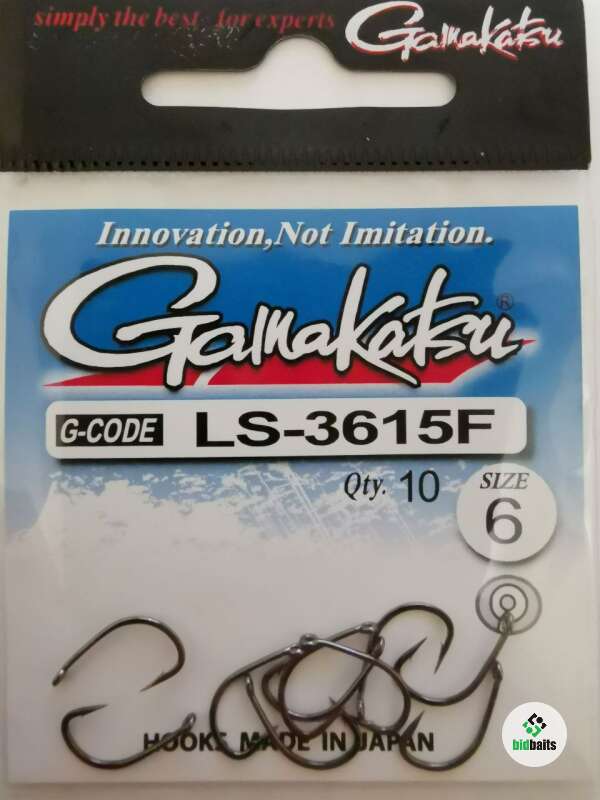 simply the best for experts Gamakatsu
Innovation,Not Imitation.
Gamakatsu®
G-CODE LS-3615F
Qty. 10 SIZE
6
HOOKS MADE IN JAPAN
bidbaits